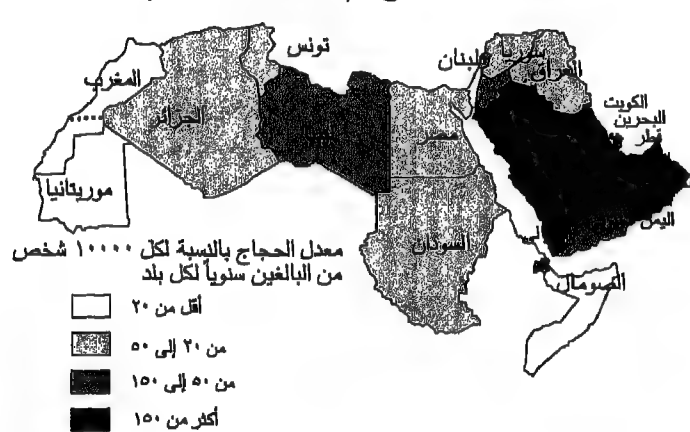 تونس
لبنان
سوريا
العراق
المغرب
الجزائر
مصر
الكويت
البحرين
قطر
موريتانيا
السودان
اليمن
الصومال
معدل الحجاج بالنسبة لكل ١٠٠٠٠ شخص
من البالغين سنوياً لكل بلد
أقل من ٢٠
من ٢٠ إلى ٥٠
من ٥٠ إلى ١٥٠
أكثر من ١٥٠